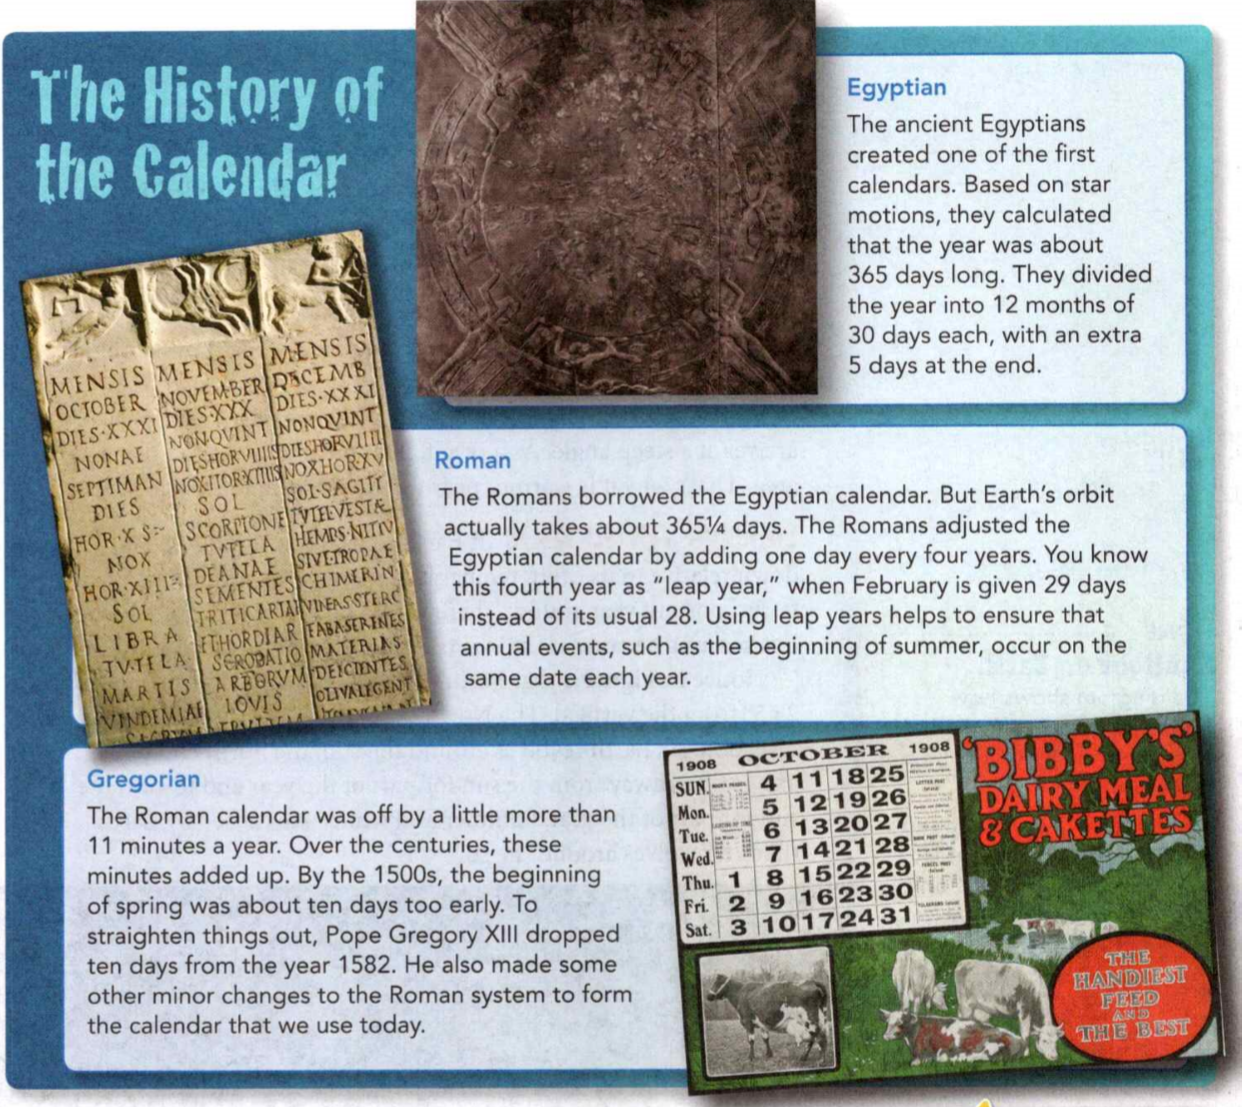 The History of
the Calendar
Egyptian
The ancient Egyptians
created one of the first
calendars. Based on star
motions, they calculated
that the year was about
365 days long. They divided
the year into 12 months of
30 days each, with an extra
5 days at the end.
MENSIS
OCTOBER
DIES·XXXI
NONAE
SEPTIMAN
DIES
HOR·X
NOX
HOR·XIII
SOL
LIBRA
TVTELA
MARTIS
VINDEMIAE
MENSIS
NOVEMBER
DIES·XXX
NONQVINT
SOL
SCORPIONE
TVTELA
DEANAE
SEMENTES
TRITICARIAE
ETHORDIAR
SCROBATIO
ARBORVM
IOVIS
MENSIS
DECEMB
DIES·XXXI
NONQVINT
NOXHORXV
SOL·SAGITT
TVTELVESTAE
HIEMPS·NITIV
SIVETROPAE
CHIMERIN
VINEASSTERC
FABASERINES
MATERIAS
DEICIENTES
OLIVALEGENT
Roman
The Romans borrowed the Egyptian calendar. But Earth's orbit
actually takes about 365¼ days. The Romans adjusted the
Egyptian calendar by adding one day every four years. You know
this fourth year as "leap year," when February is given 29 days
instead of its usual 28. Using leap years helps to ensure that
annual events, such as the beginning of summer, occur on the
same date each year.
Gregorian
The Roman calendar was off by a little more than
11 minutes a year. Over the centuries, these
minutes added up. By the 1500s, the beginning
of spring was about ten days too early. To
straighten things out, Pope Gregory XIII dropped
ten days from the year 1582. He also made some
other minor changes to the Roman system to form
the calendar that we use today.
1908 OCTOBER 1908
SUN. 4 11 18 25
Mon. 5 12 19 26
Tue. 6 13 20 27
Wed. 7 14 21 28
Thu. 1 8 15 22 29
Fri. 2 9 16 23 30
Sat. 3 10 17 24 31
'BIBBY'S'
DAIRY MEAL
& CAKETTES
THE
HANDIEST
FEED
AND
THE BEST